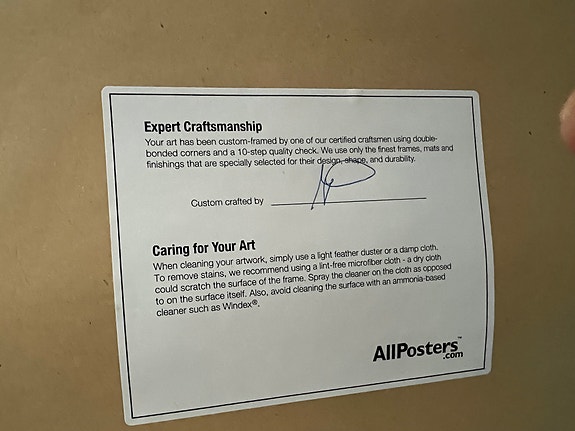 Expert Craftsmanship
Your art has been custom-framed by one of our certified craftsmen using double-
bonded corners and a 10-step quality check. We use only the finest frames, mats and
finishings that are specially selected for their design, shape, and durability.
Custom crafted by
Caring for Your Art
When cleaning your artwork, simply use a light feather duster or a damp cloth.
To remove stains, we recommend using a lint-free microfiber cloth - a dry cloth
could scratch the surface of the frame. Spray the cleaner on the cloth as opposed
to on the surface itself. Also, avoid cleaning the surface with an ammonia-based
cleaner such as Windex®.
AllPosters™
.com